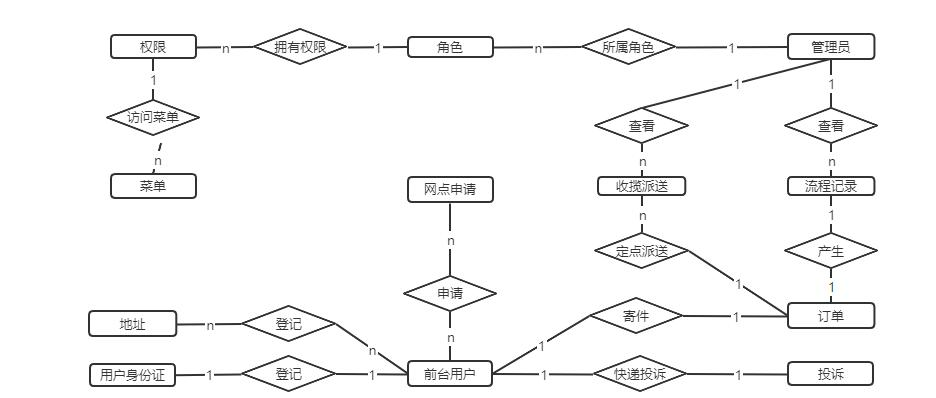 权限 n 拥有权限 1 角色 n 所属角色 1 管理员
1 1 1
访问菜单 查看 查看
n n n
菜单 网点申请 收揽派送 流程记录
n 1
n 定点派送 产生
申请 1 1
地址 n 登记 n 寄件 1 订单
n 1
用户身份证 1 登记 1 前台用户 1 快递投诉 1 投诉